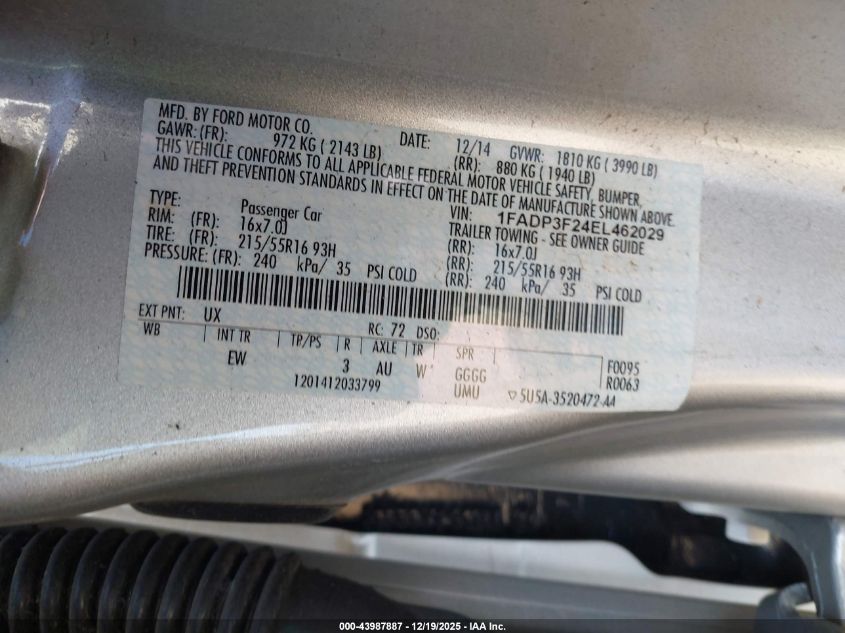 MFD. BY FORD MOTOR CO. DATE: 12/14 GVWR: 1810 KG ( 3990 LB)
GAWR: (FR): 972 KG ( 2143 LB) (RR): 880 KG ( 1940 LB)
THIS VEHICLE CONFORMS TO ALL APPLICABLE FEDERAL MOTOR VEHICLE SAFETY, BUMPER,
AND THEFT PREVENTION STANDARDS IN EFFECT ON THE DATE OF MANUFACTURE SHOWN ABOVE.
VIN: 1FADP3F24EL462029
TYPE: Passenger Car TRAILER TOWING - SEE OWNER GUIDE
RIM: (FR): 16x7.0J (RR): 16x7.0J
TIRE: (FR): 215/55R16 93H (RR): 215/55R16 93H
PRESSURE: (FR): 240 kPa/ 35 PSI COLD (RR): 240 kPa/ 35 PSI COLD
EXT PNT: UX RC: 72 DSO:
WB INT TR TP/PS R AXLE TR SPR F0095
EW 3 AU W GGGG R0063
1201412033799 UMU ▽ 5U5A-3520472-AA
000-43987887 - 12/19/2025 - IAA Inc.